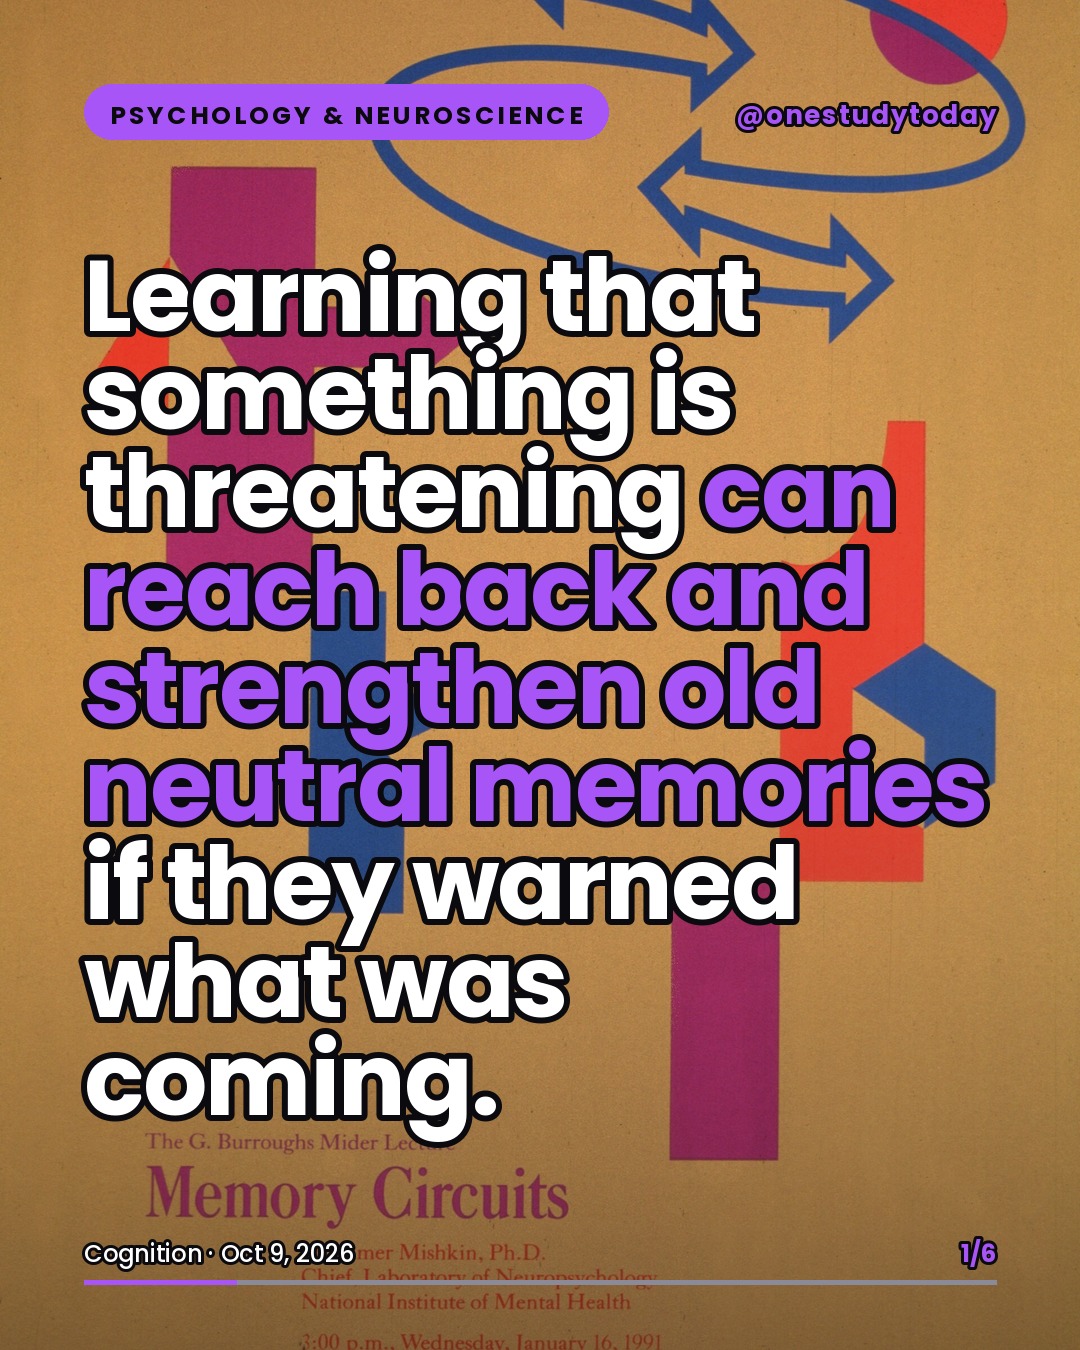 PSYCHOLOGY & NEUROSCIENCE
@onestudytoday
Learning that
something is
threatening can
reach back and
strengthen old
neutral memories
if they warned
what was
coming.
The G. Burroughs Mider Lecture
Memory Circuits
Cognition · Oct 9, 2026
Mishkin, Ph.D.
1/6
Chief, Laboratory of Neuropsychology
National Institute of Mental Health
3:00 p.m., Wednesday, January 16, 1991